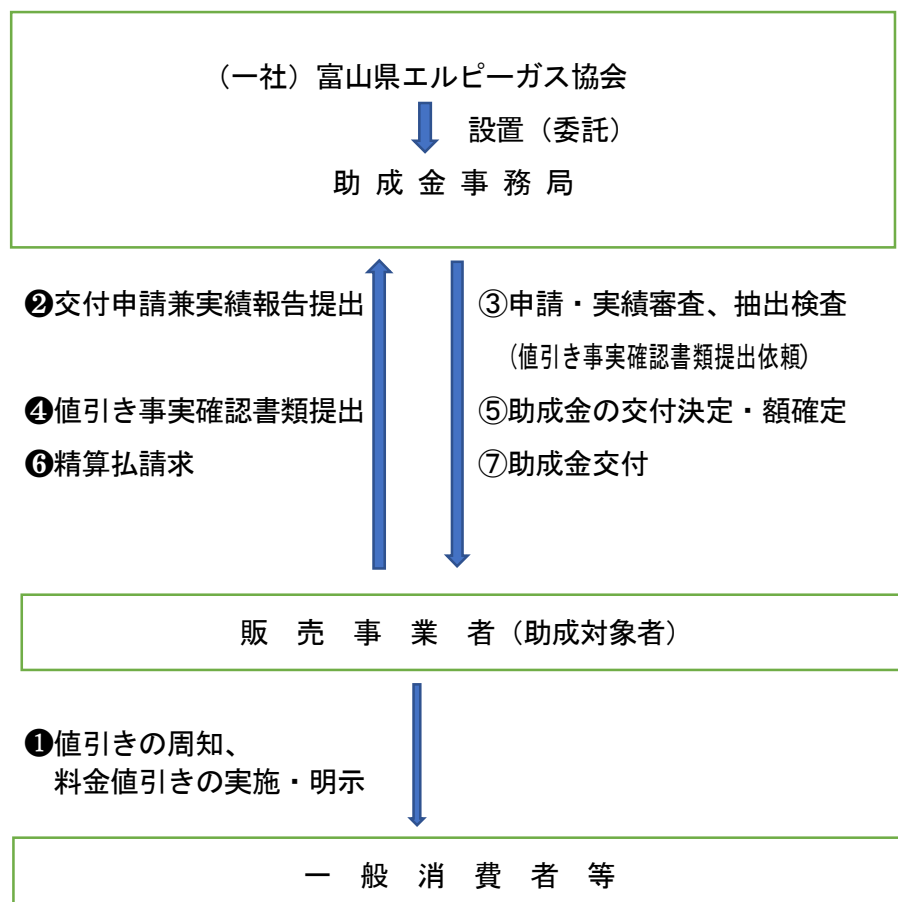 （一社）富山県エルピーガス協会
設置（委託）
助成金事務局
❷交付申請兼実績報告提出
③申請・実績審査、抽出検査
（値引き事実確認書類提出依頼）
❹値引き事実確認書類提出
⑤助成金の交付決定・額確定
❻精算払請求
⑦助成金交付
販売事業者（助成対象者）
❶値引きの周知、
料金値引きの実施・明示
一般消費者等